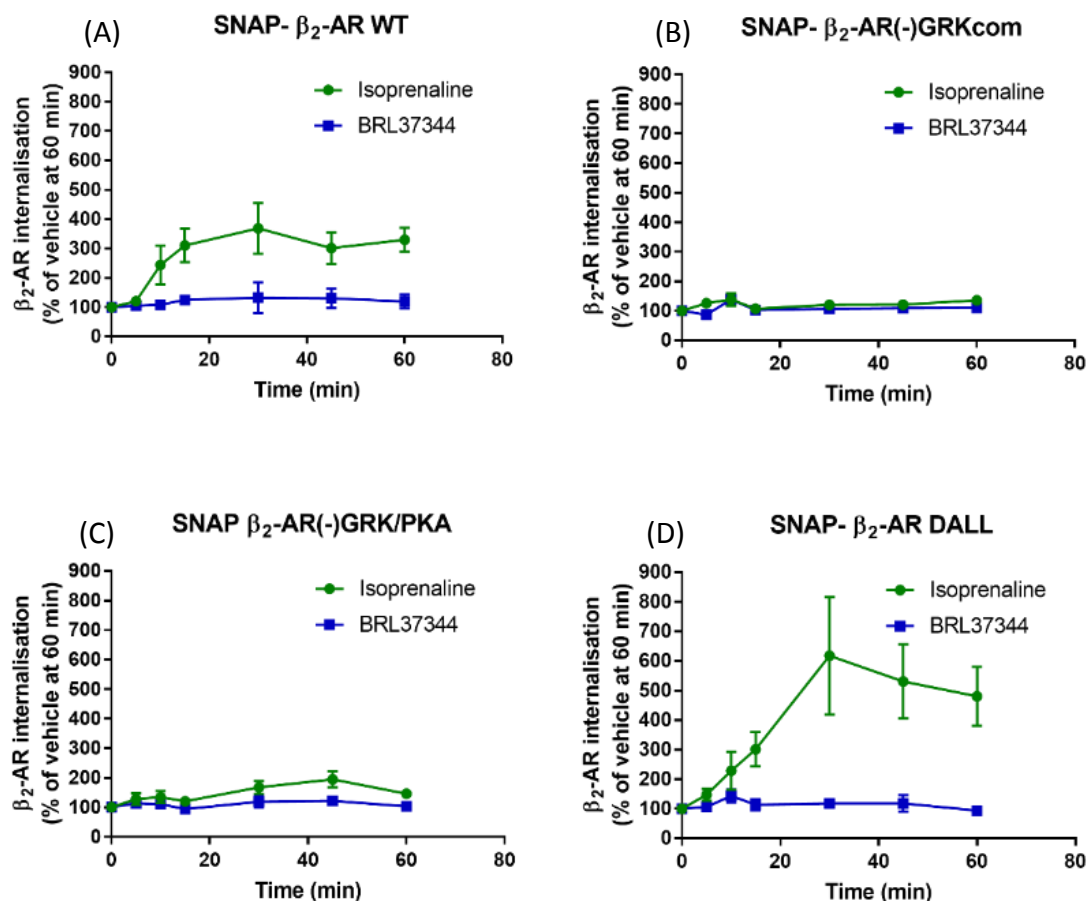 (A)
SNAP- β₂-AR WT
β₂-AR internalisation
(% of vehicle at 60 min)
900
800
700
600
500
400
300
200
100
0
0 20 40 60 80
Time (min)
Isoprenaline
BRL37344
(B)
SNAP- β₂-AR(-)GRKcom
β₂-AR internalisation
(% of vehicle at 60 min)
900
800
700
600
500
400
300
200
100
0
0 20 40 60 80
Time (min)
Isoprenaline
BRL37344
(C)
SNAP β₂-AR(-)GRK/PKA
β₂-AR internalisation
(% of vehicle at 60 min)
900
800
700
600
500
400
300
200
100
0
0 20 40 60 80
Time (min)
Isoprenaline
BRL37344
(D)
SNAP- β₂-AR DALL
β₂-AR internalisation
(% of vehicle at 60 min)
900
800
700
600
500
400
300
200
100
0
0 20 40 60 80
Time (min)
Isoprenaline
BRL37344